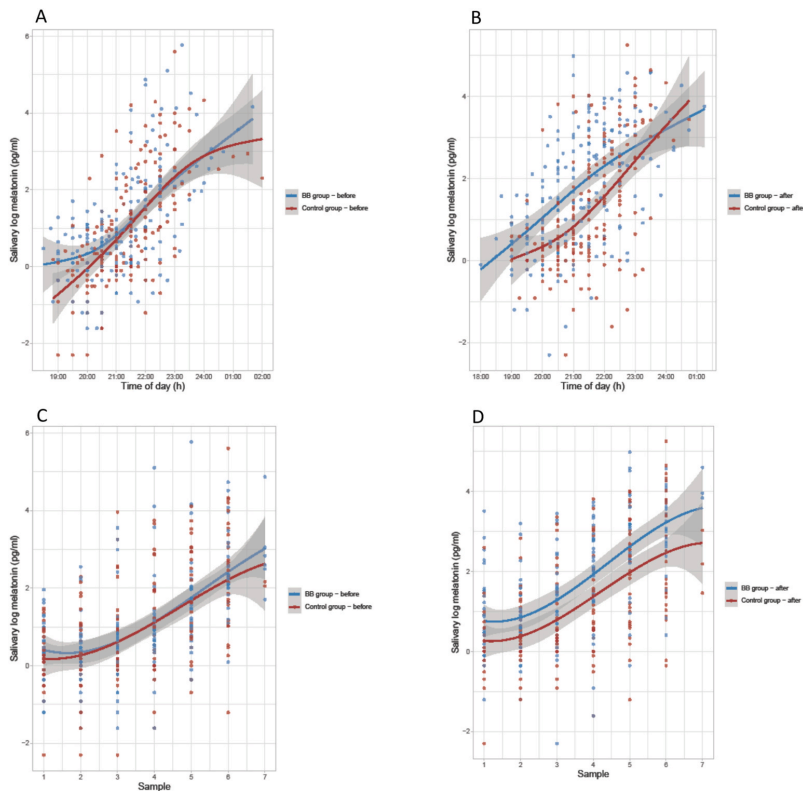 A
Salivary log melatonin (pg/ml)
6
4
2
0
−2
19:00 20:00 21:00 22:00 23:00 24:00 01:00 02:00
Time of day (h)
BB group − before
Control group − before
B
Salivary log melatonin (pg/ml)
4
2
0
−2
18:00 19:00 20:00 21:00 22:00 23:00 24:00 01:00
Time of day (h)
BB group − after
Control group − afte
C
Salivary log melatonin (pg/ml)
6
4
2
0
−2
1 2 3 4 5 6 7
Sample
BB group − before
Control group − before
D
Salivary log melatonin (pg/ml)
4
2
0
−2
1 2 3 4 5 6 7
Sample
BB group − after
Control group − after